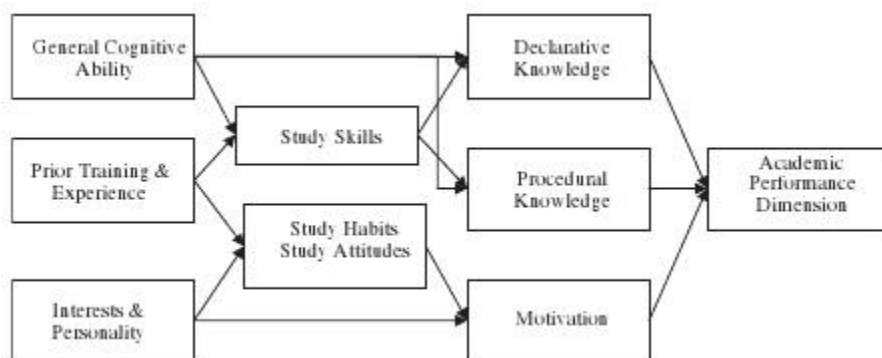 General Cognitive
Ability
Declarative
Knowledge
Study Skills
Prior Training &
Experience
Procedural
Knowledge
Academic
Performance
Dimension
Study Habits
Study Attitudes
Interests &
Personality
Motivation